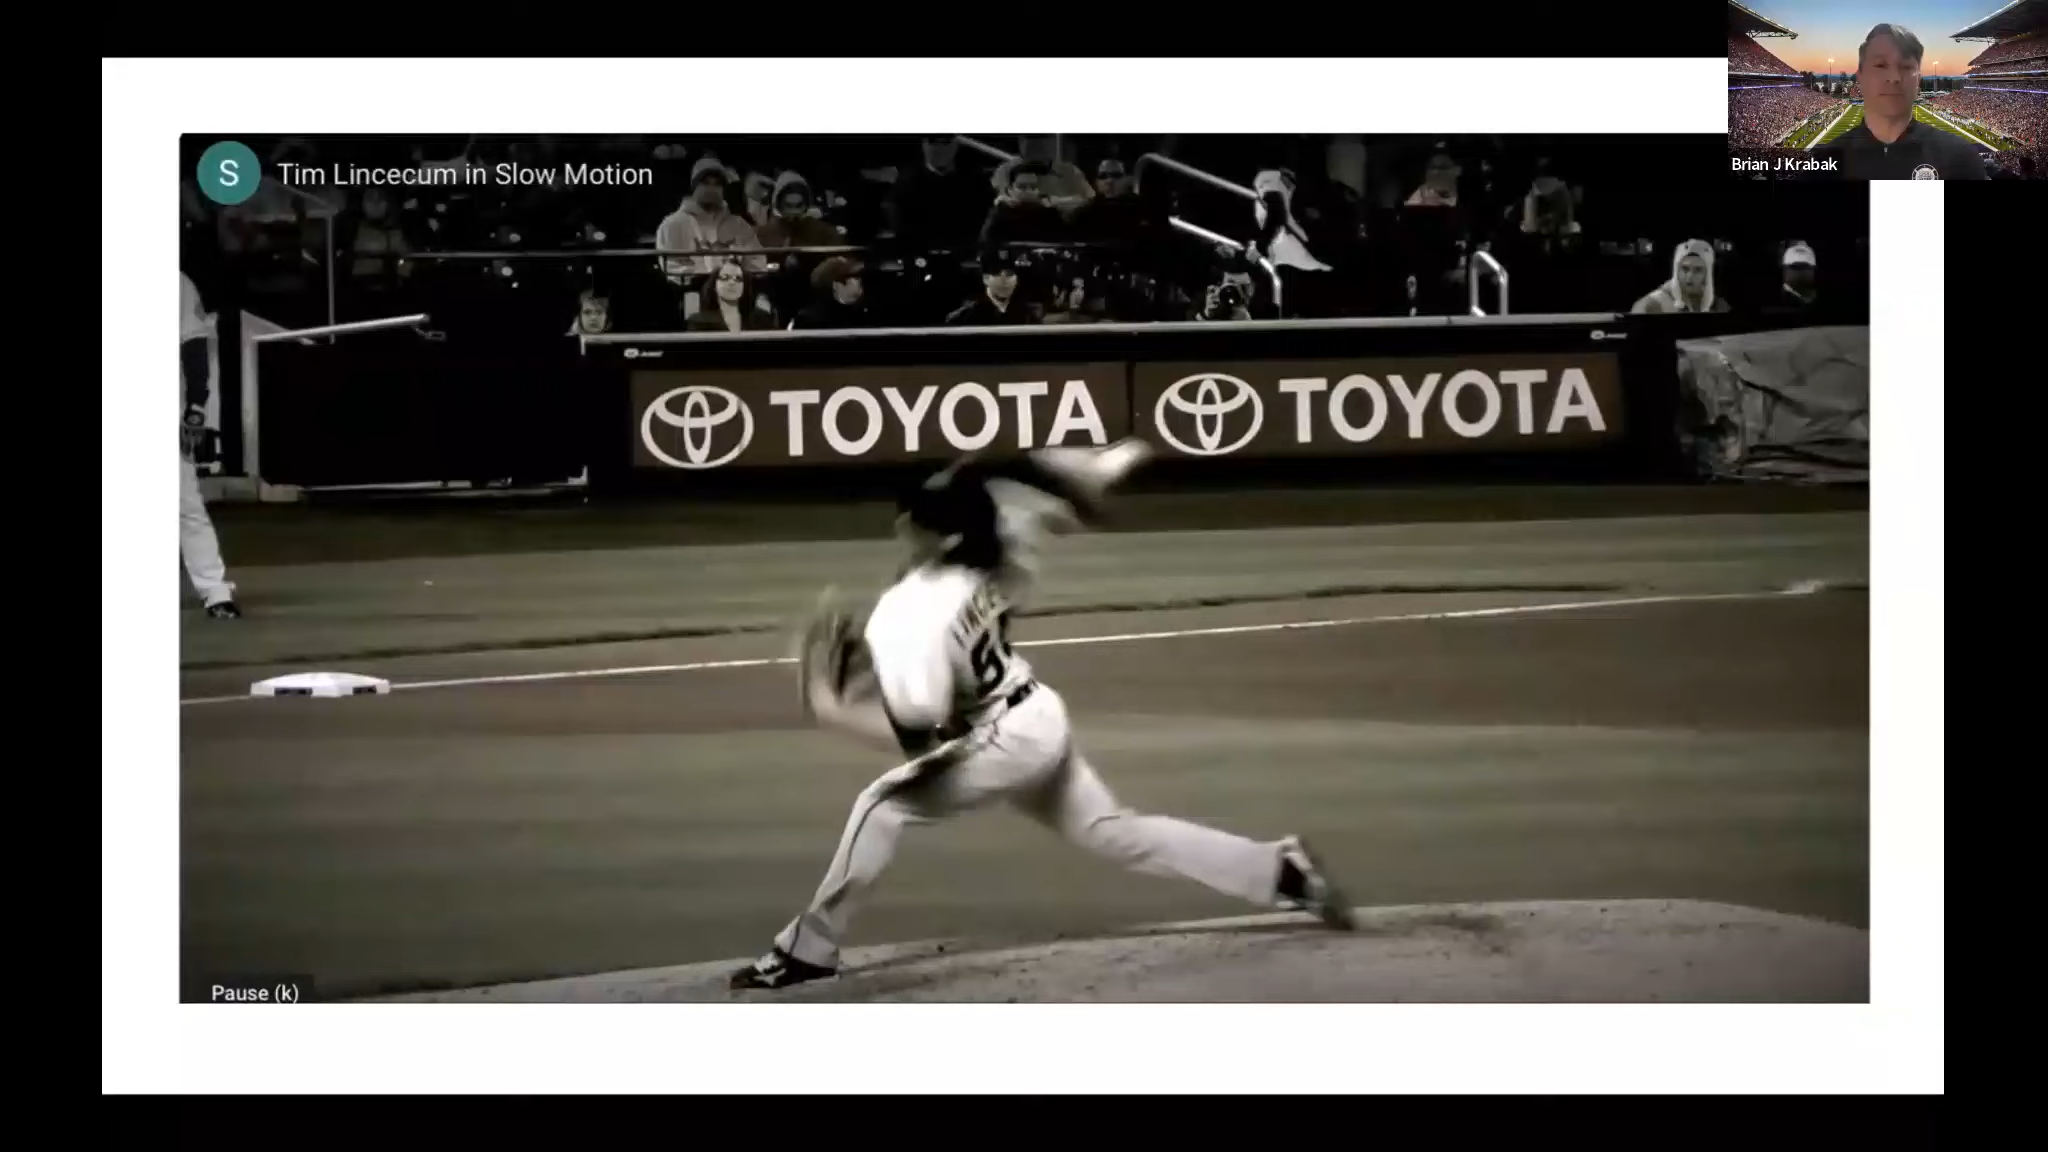 S Tim Lincecum in Slow Motion
Brian J Krabak
TOYOTA TOYOTA
Pause (k)